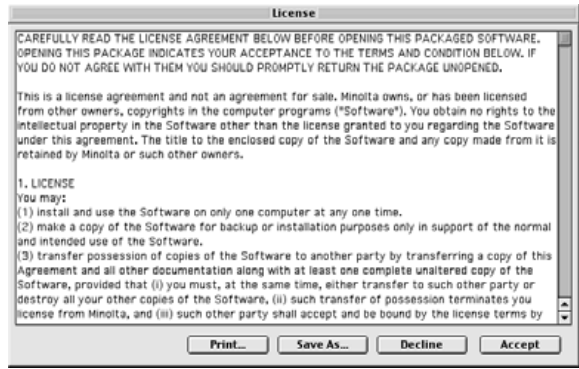 License
CAREFULLY READ THE LICENSE AGREEMENT BELOW BEFORE OPENING THIS PACKAGED SOFTWARE.
OPENING THIS PACKAGE INDICATES YOUR ACCEPTANCE TO THE TERMS AND CONDITION BELOW. IF
YOU DO NOT AGREE WITH THEM YOU SHOULD PROMPTLY RETURN THE PACKAGE UNOPENED.
This is a license agreement and not an agreement for sale. Minolta owns, or has been licensed
from other owners, copyrights in the computer programs ("Software"). You obtain no rights to the
intellectual property in the Software other than the license granted to you regarding the Software
under this agreement. The title to the enclosed copy of the Software and any copy made from it is
retained by Minolta or such other owners.
1. LICENSE
You may:
(1) install and use the Software on only one computer at any one time.
(2) make a copy of the Software for backup or installation purposes only in support of the normal
and intended use of the Software.
(3) transfer possession of copies of the Software to another party by transferring a copy of this
Agreement and all other documentation along with at least one complete unaltered copy of the
Software, provided that (i) you must, at the same time, either transfer to such other party or
destroy all your other copies of the Software, (ii) such transfer of possession terminates you
license from Minolta, and (iii) such other party shall accept and be bound by the license terms by
Print... Save As... Decline Accept